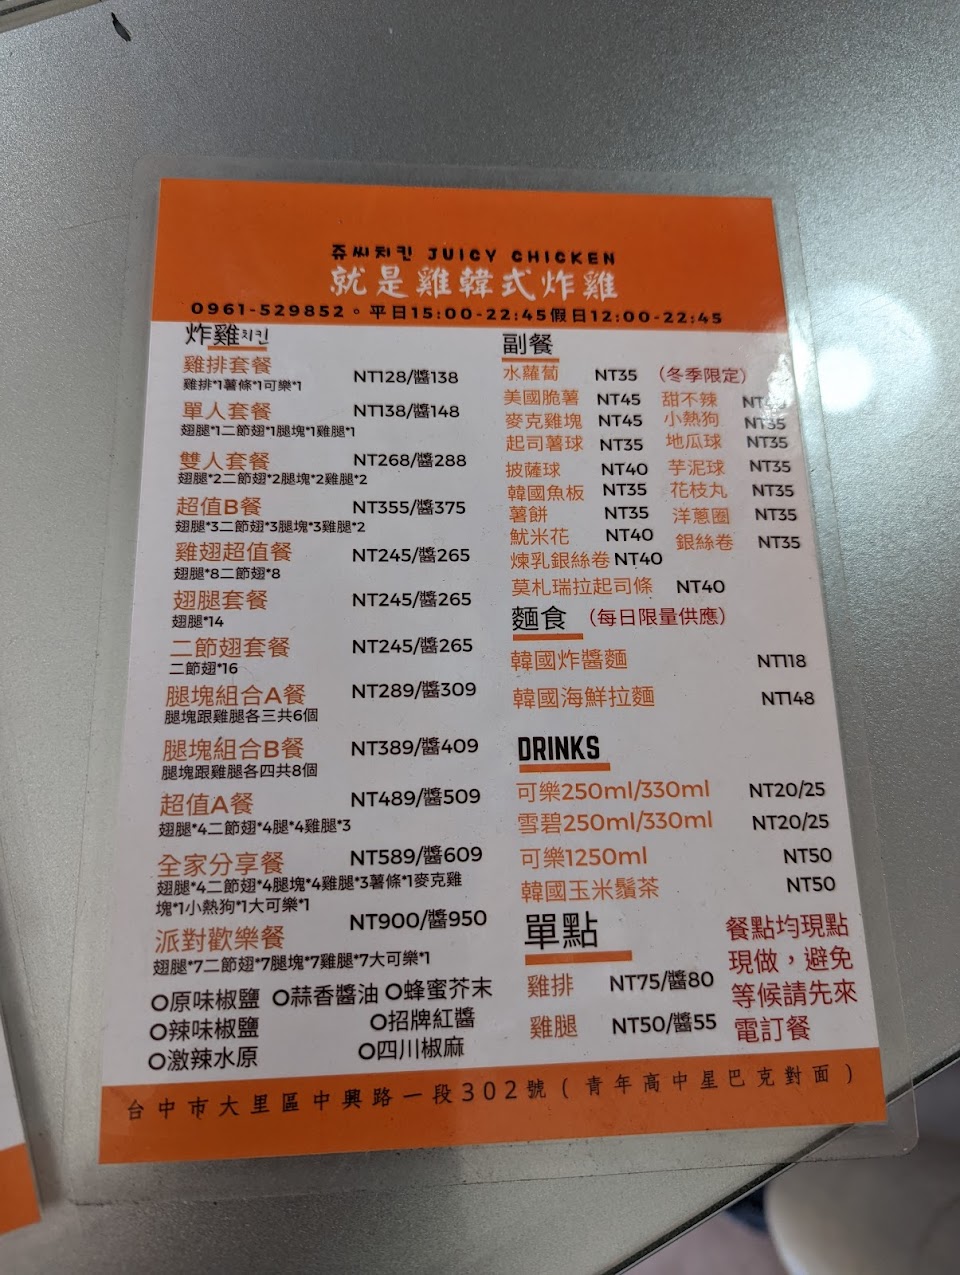 쥬씨치킨 JUICY CHICKEN
就是雞韓式炸雞
0961-529852。平日15:00-22:45假日12:00-22:45
炸雞치킨
雞排套餐 NT128/醬138
雞排*1薯條*1可樂*1
單人套餐 NT138/醬148
翅腿*1二節翅*1腿塊*1雞腿*1
雙人套餐 NT268/醬288
翅腿*2二節翅*2腿塊*2雞腿*2
超值B餐 NT355/醬375
翅腿*3二節翅*3腿塊*3雞腿*2
雞翅超值餐 NT245/醬265
翅腿*8二節翅*8
翅腿套餐 NT245/醬265
翅腿*14
二節翅套餐 NT245/醬265
二節翅*16
腿塊組合A餐 NT289/醬309
腿塊跟雞腿各三共6個
腿塊組合B餐 NT389/醬409
腿塊跟雞腿各四共8個
超值A餐 NT489/醬509
翅腿*4二節翅*4腿*4雞腿*3
全家分享餐 NT589/醬609
翅腿*4二節翅*4腿塊*4雞腿*3薯條*1麥克雞
塊*1小熱狗*1大可樂*1
派對歡樂餐 NT900/醬950
翅腿*7二節翅*7腿塊*7雞腿*7大可樂*1
O原味椒鹽 O蒜香醬油 O蜂蜜芥末
O辣味椒鹽 O招牌紅醬
O激辣水原 O四川椒麻
副餐
水蘿蔔 NT35 (冬季限定)
美國脆薯 NT45 甜不辣
麥克雞塊 NT45 小熱狗 NT35
起司薯球 NT35 地瓜球 NT35
披薩球 NT40 芋泥球 NT35
韓國魚板 NT35 花枝丸 NT35
薯餅 NT35 洋蔥圈 NT35
魷米花 NT40 銀絲卷 NT35
煉乳銀絲卷 NT40
莫札瑞拉起司條 NT40
麵食 (每日限量供應)
韓國炸醬麵 NT118
韓國海鮮拉麵 NT148
DRINKS
可樂250ml/330ml NT20/25
雪碧250ml/330ml NT20/25
可樂1250ml NT50
韓國玉米鬚茶 NT50
單點
雞排 NT75/醬80
雞腿 NT50/醬55
餐點均現點
現做，避免
等候請先來
電訂餐
台中市大里區中興路一段302號(青年高中星巴克對面)